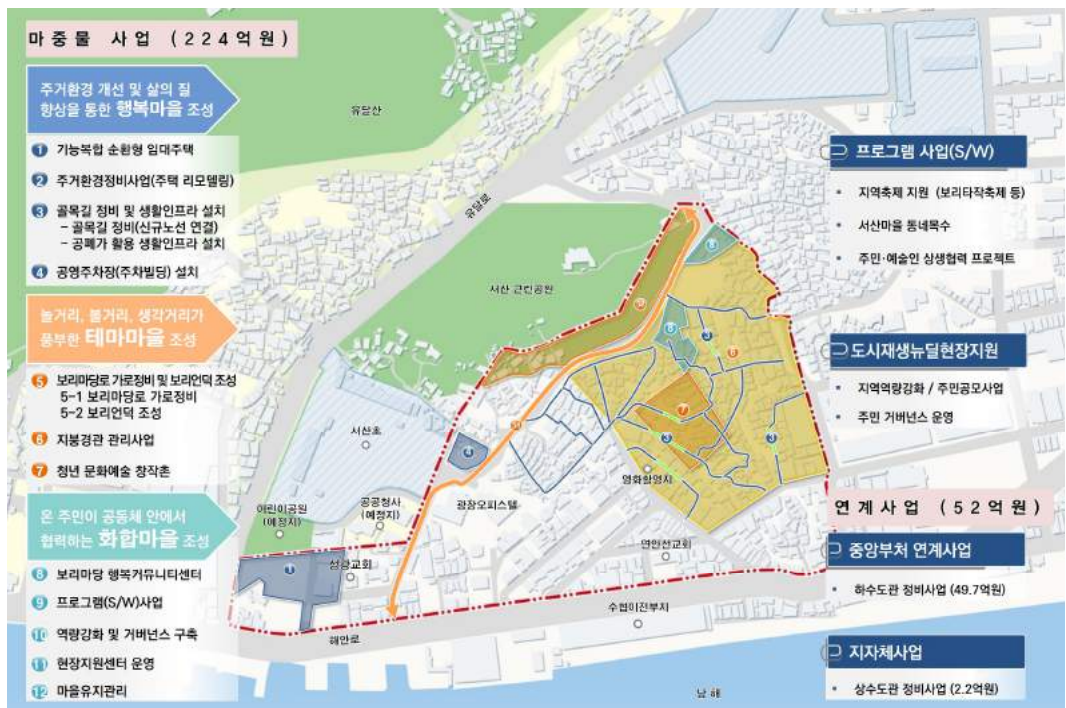 마중물 사업 (224억원)
주거환경 개선 및 삶의 질
향상을 통한 행복마을 조성
1 기능복합 순환형 임대주택
2 주거환경정비사업(주택 리모델링)
3 골목길 정비 및 생활인프라 설치
- 골목길 정비(신규노선 연결)
- 공폐가 활용 생활인프라 설치
4 공영주차장(주차빌딩) 설치
놀거리, 볼거리, 생각거리가
풍부한 테마마을 조성
5 보리마당로 가로정비 및 보리언덕 조성
5-1 보리마당로 가로정비
5-2 보리언덕 조성
6 지붕경관 관리사업
7 청년 문화예술 창작촌
온 주민이 공동체 안에서
협력하는 화합마을 조성
8 보리마당 행복커뮤니티센터
9 프로그램(S/W)사업
10 역량강화 및 거버넌스 구축
11 현장지원센터 운영
12 마을유지관리
유달산
유달로
서산 근린공원
서산초
어린이공원
(예정지)
공공청사
(예정지)
광장오피스텔
영화촬영지
성광교회
연안선교회
수협이전부지
해안로
남해
1
3
3
3
4
6
7
프로그램 사업(S/W)
• 지역축제 지원 (보리타작축제 등)
• 서산마을 동네목수
• 주민·예술인 상생협력 프로젝트
도시재생뉴딜현장지원
• 지역역량강화 / 주민공모사업
• 주민 거버넌스 운영
연계사업 (52억원)
중앙부처 연계사업
• 하수도관 정비사업 (49.7억원)
지자체사업
• 상수도관 정비사업 (2.2억원)